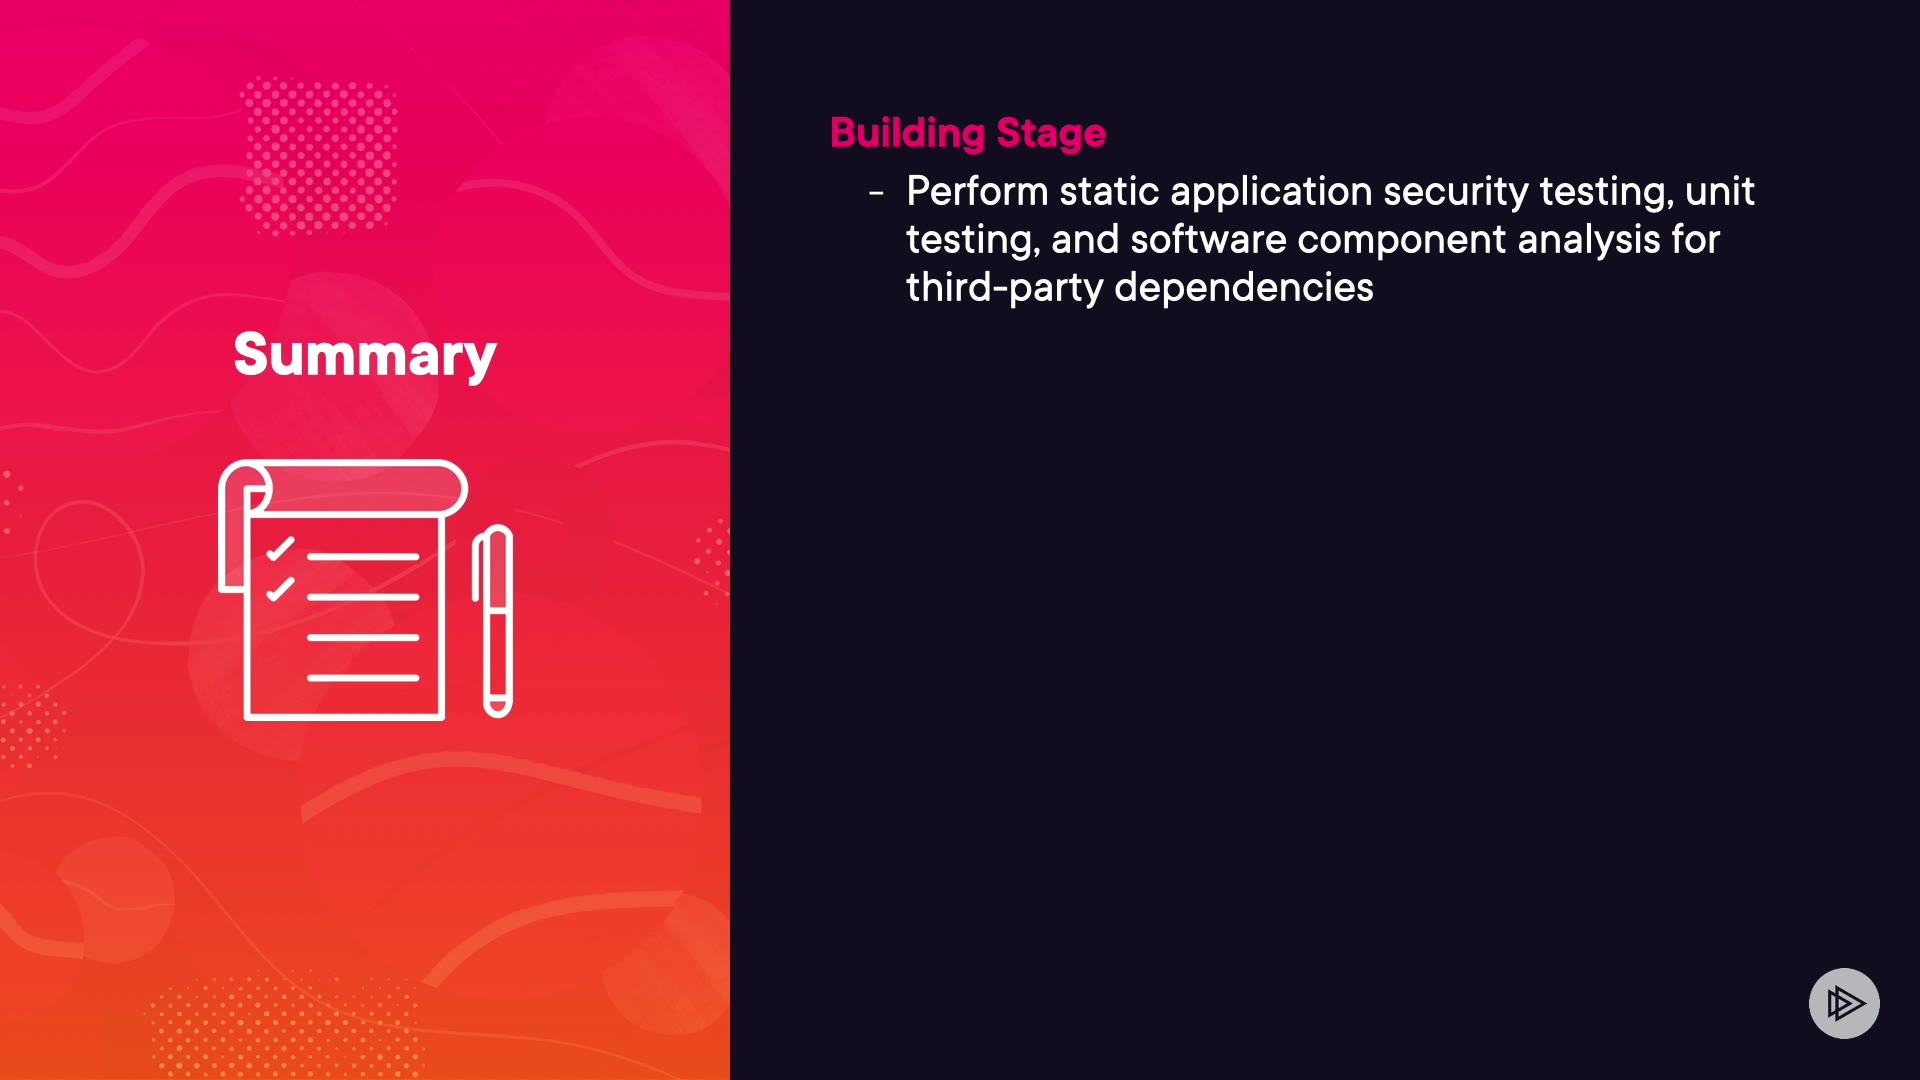 Summary
Building Stage
- Perform static application security testing, unit
testing, and software component analysis for
third-party dependencies